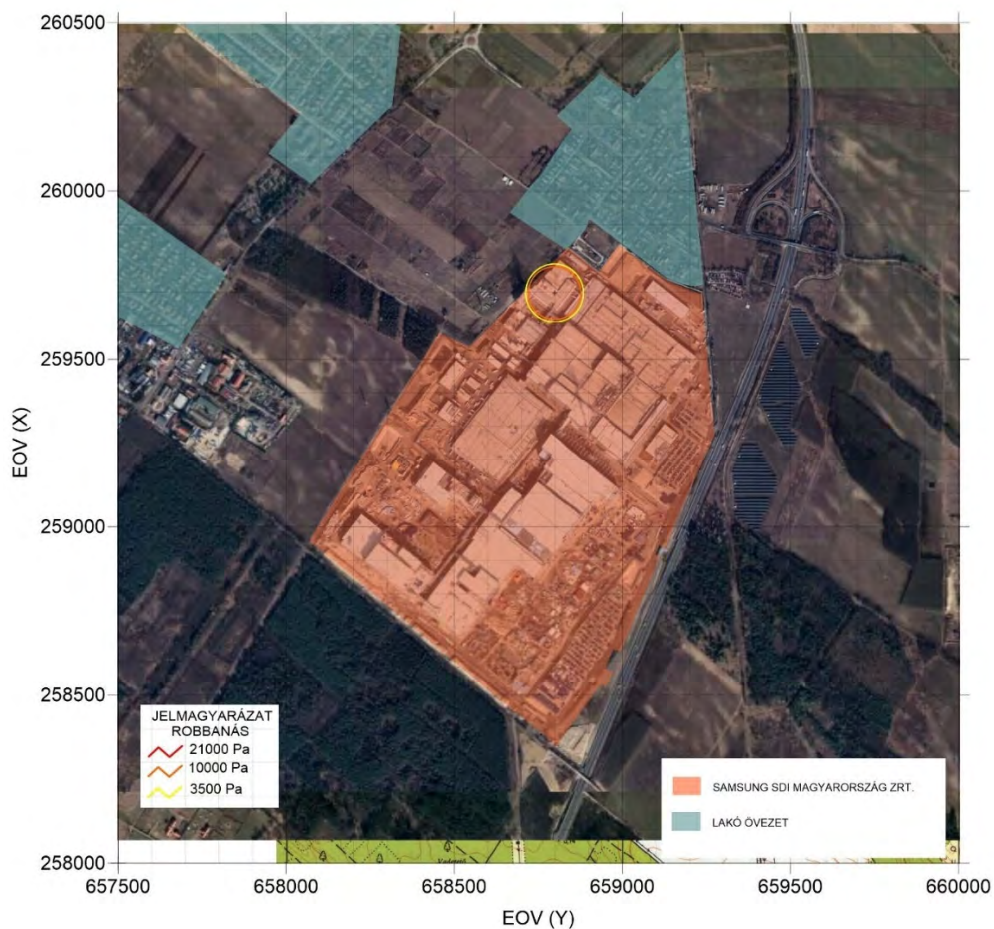 260500
260000
259500
259000
258500
258000
EOV (X)
JELMAGYARÁZAT
ROBBANÁS
21000 Pa
10000 Pa
3500 Pa
SAMSUNG SDI MAGYARORSZÁG ZRT.
LAKÓ ÖVEZET
657500
658000
658500
659000
659500
660000
EOV (Y)